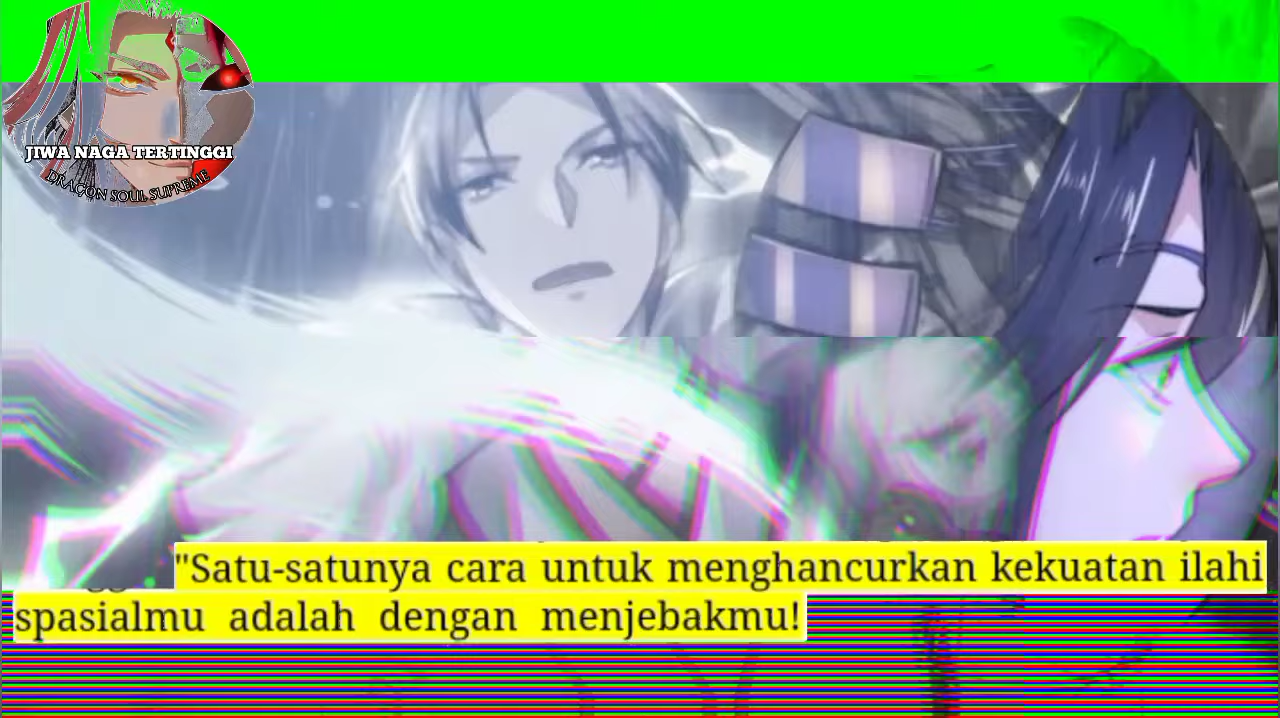 JIWA NAGA TERTINGGI
DRAGON SOUL SUPREME
"Satu-satunya cara untuk menghancurkan kekuatan ilahi
spasialmu adalah dengan menjebakmu!